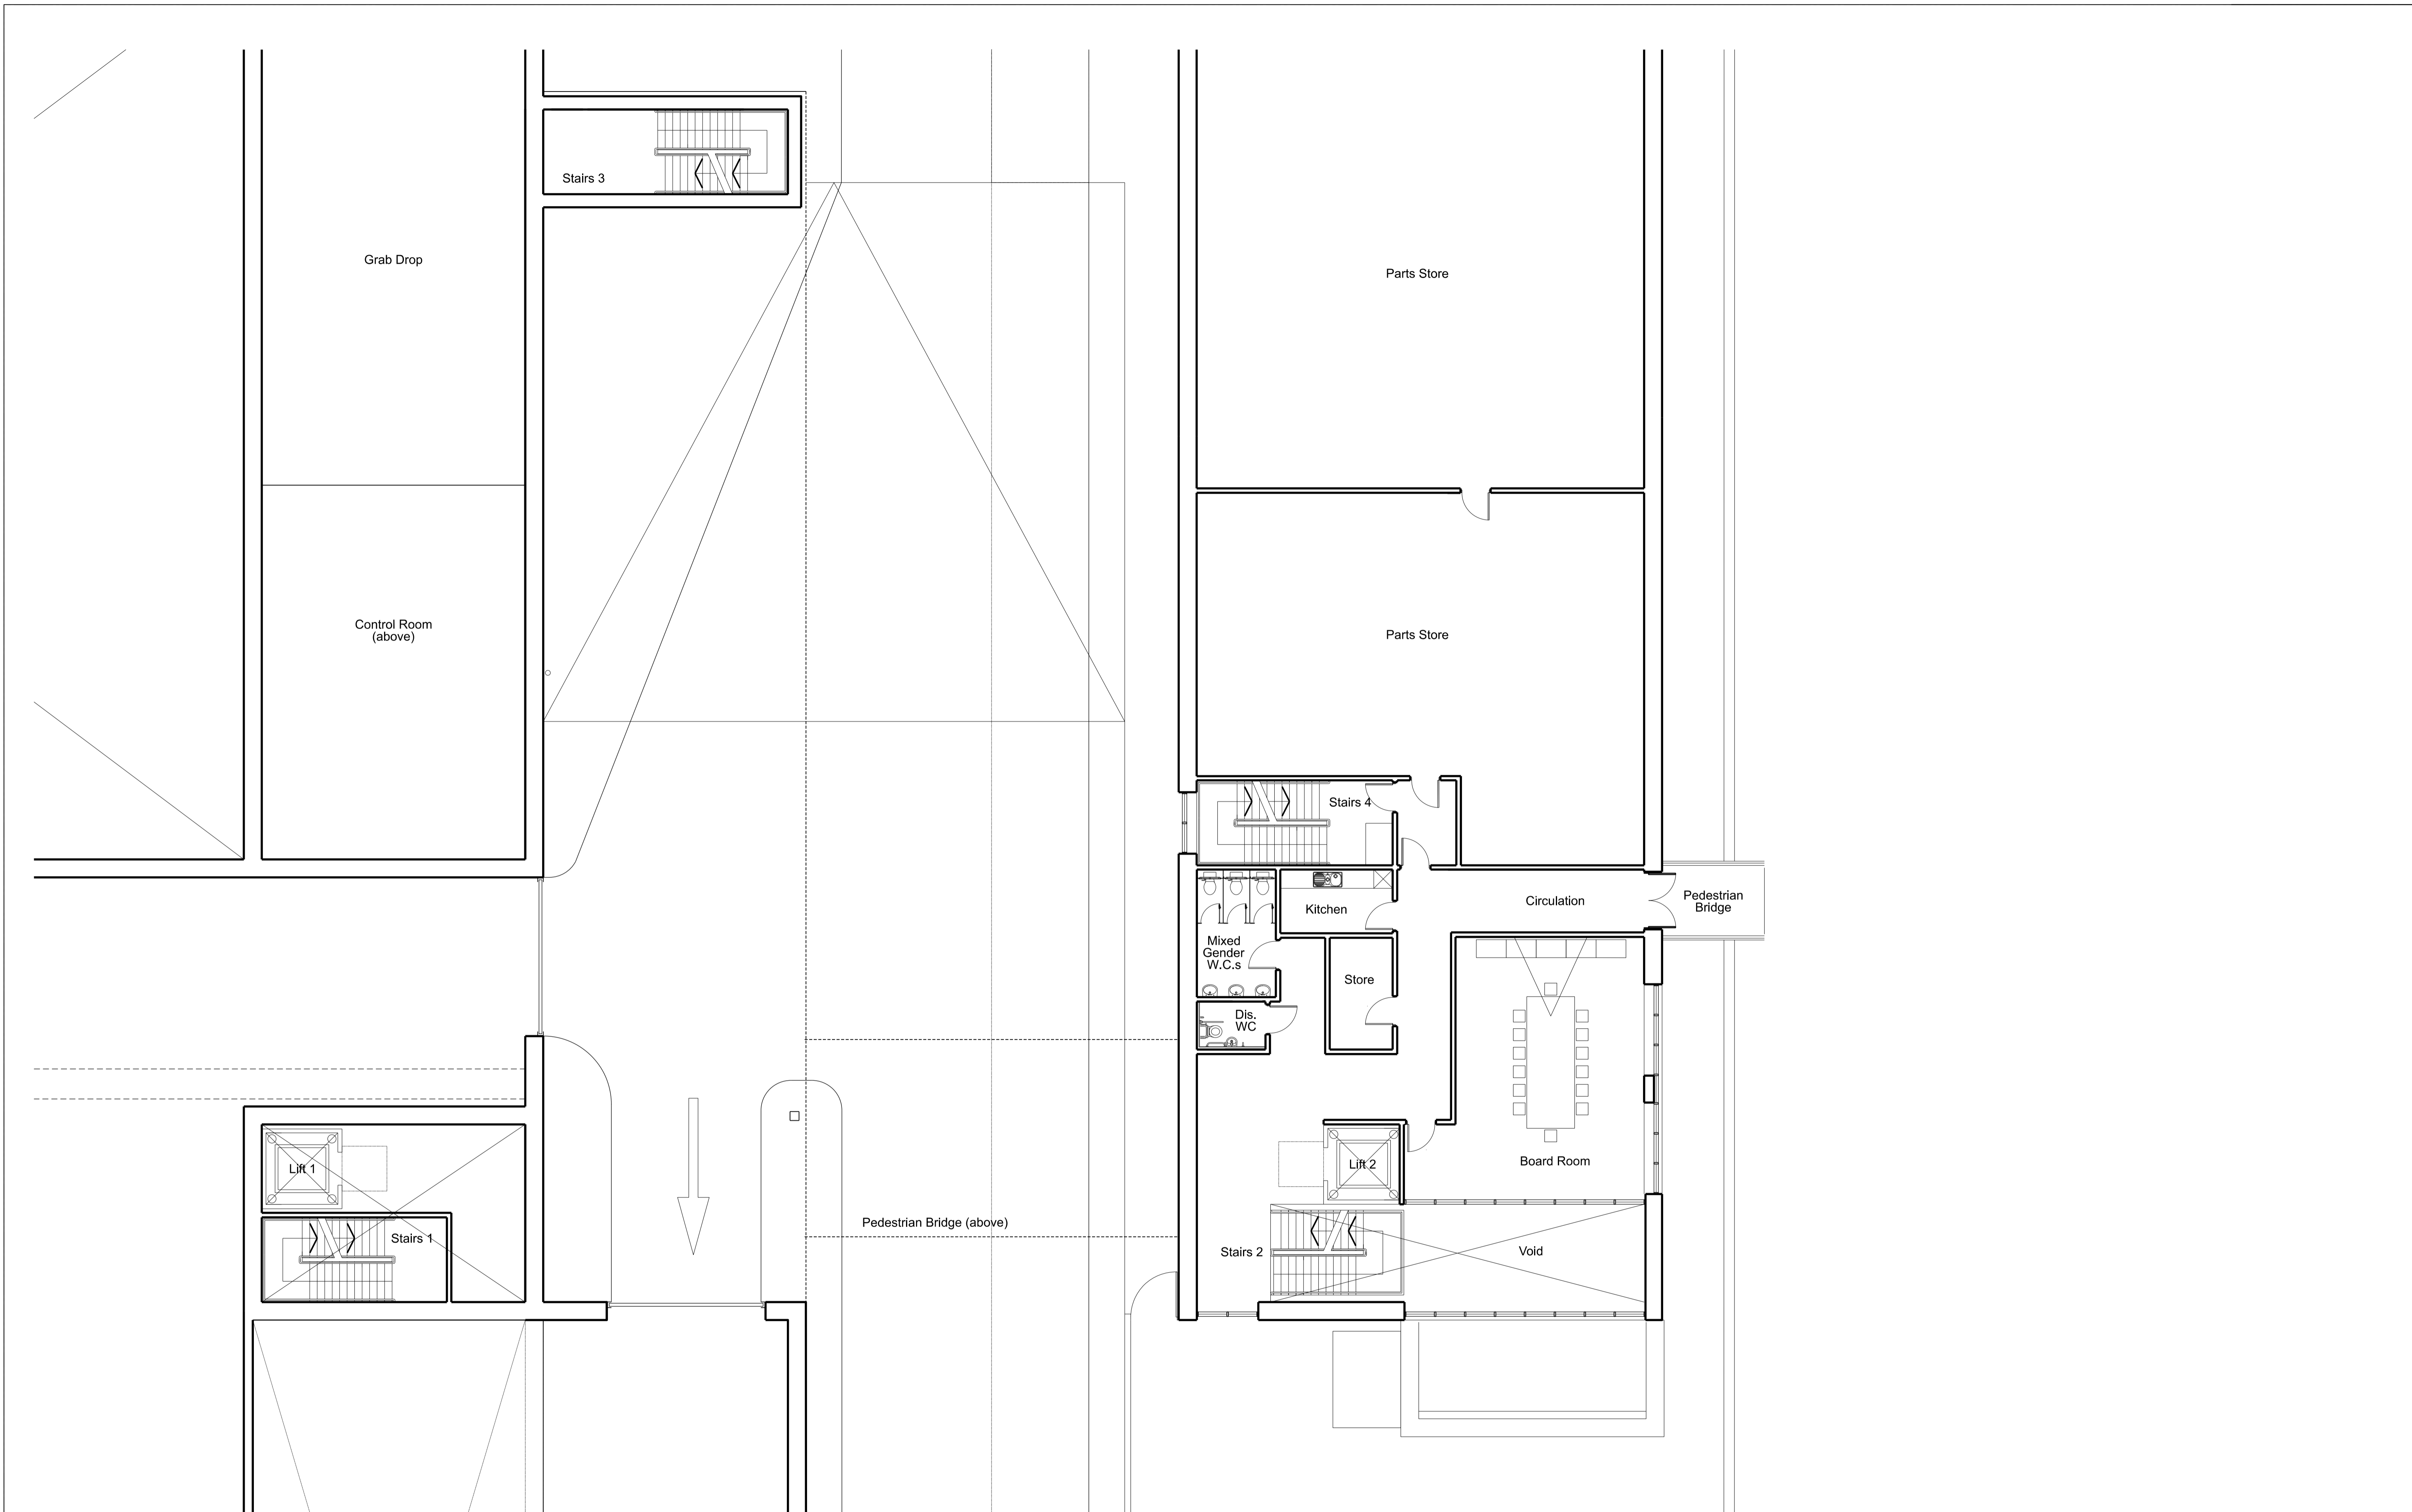 Stairs 3
Grab Drop
Parts Store
Control Room
(above)
Parts Store
Stairs 4
Kitchen
Circulation
Pedestrian
Bridge
Mixed
Gender
W.C.s
Store
Dis.
WC
Lift 1
Lift 2
Board Room
Stairs 1
Pedestrian Bridge (above)
Stairs 2
Void